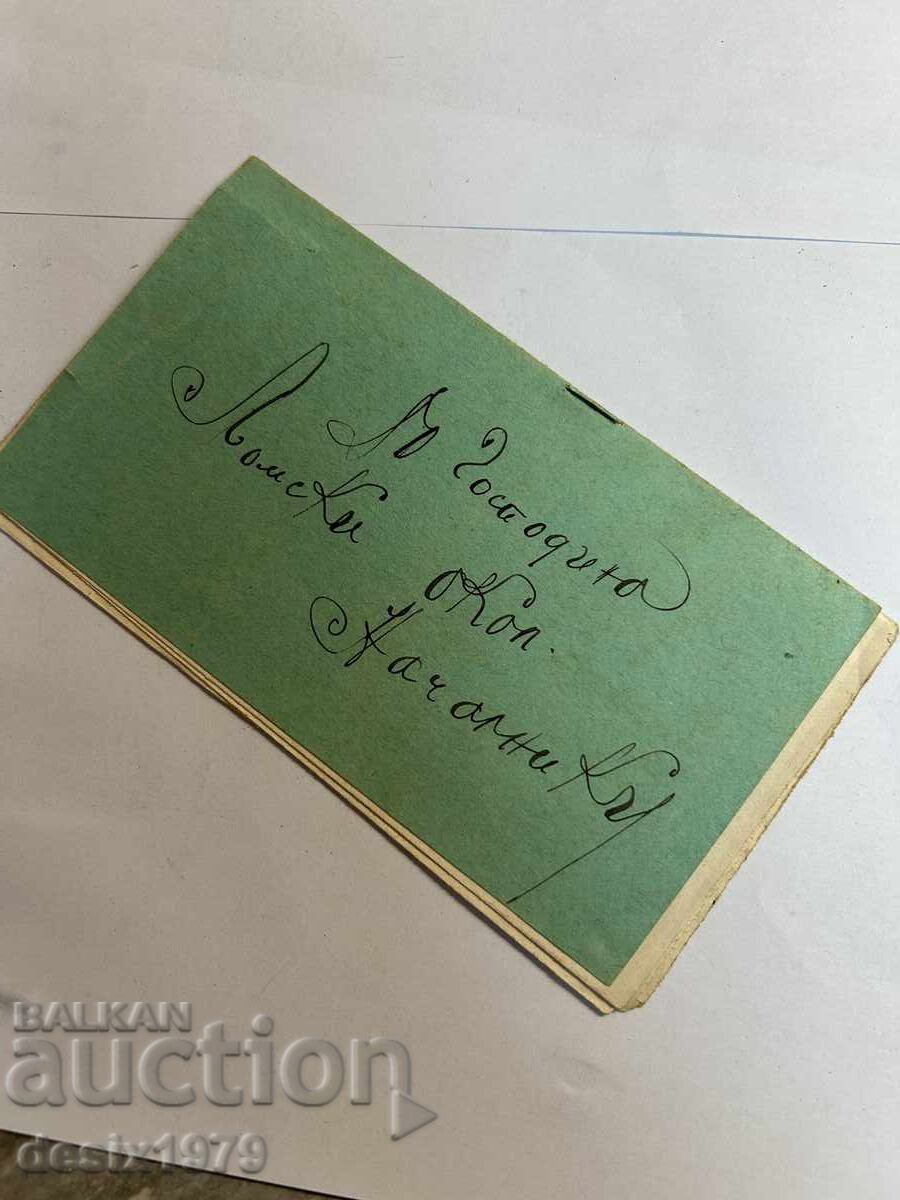 До Господина
Ломски окол.
Началникъ
BALKAN
auction
desix1979